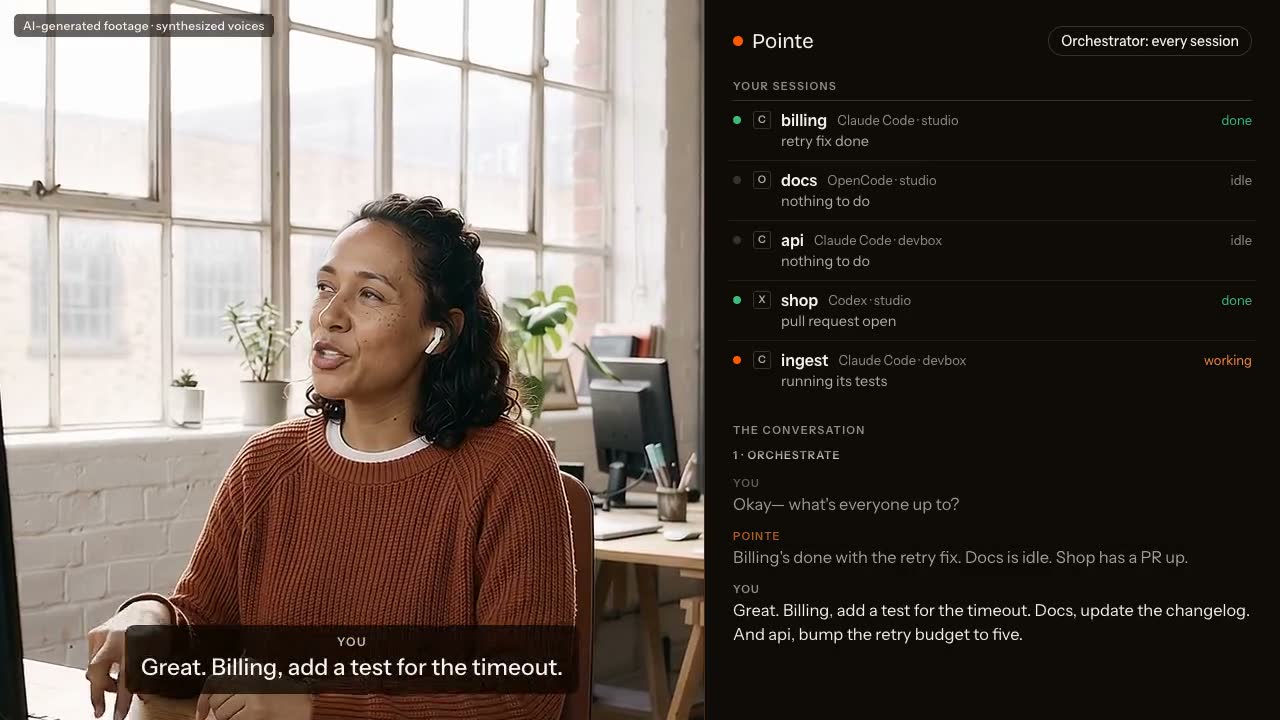 AI-generated footage · synthesized voices
YOU
Great. Billing, add a test for the timeout.
Pointe
Orchestrator: every session
YOUR SESSIONS
C billing Claude Code · studio done
retry fix done
O docs OpenCode · studio idle
nothing to do
C api Claude Code · devbox idle
nothing to do
X shop Codex · studio done
pull request open
C ingest Claude Code · devbox working
running its tests
THE CONVERSATION
1 · ORCHESTRATE
YOU
Okay— what's everyone up to?
POINTE
Billing's done with the retry fix. Docs is idle. Shop has a PR up.
YOU
Great. Billing, add a test for the timeout. Docs, update the changelog.
And api, bump the retry budget to five.